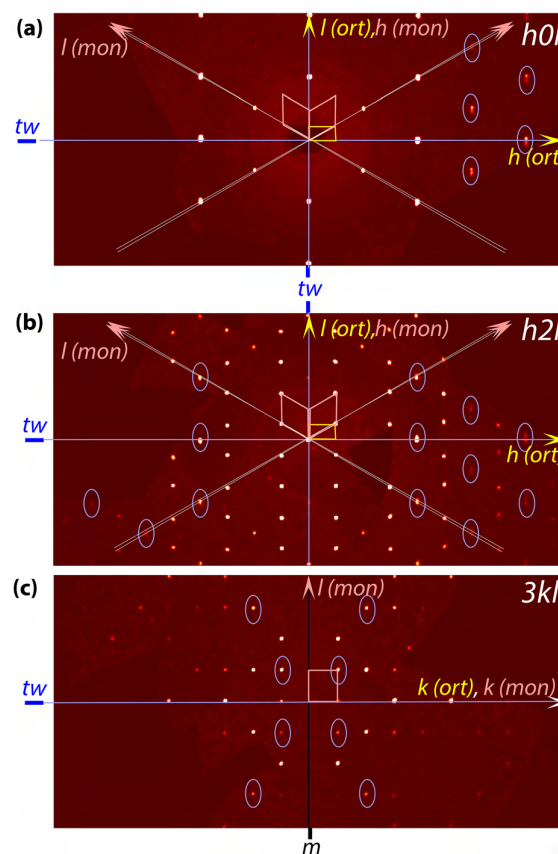 (a)
l (ort),h (mon)
h0l
l (mon)
tw
h (ort)
tw
(b)
l (ort),h (mon)
h2l
l (mon)
tw
h (ort)
(c)
l (mon)
3kl
k (ort), k (mon)
tw
m